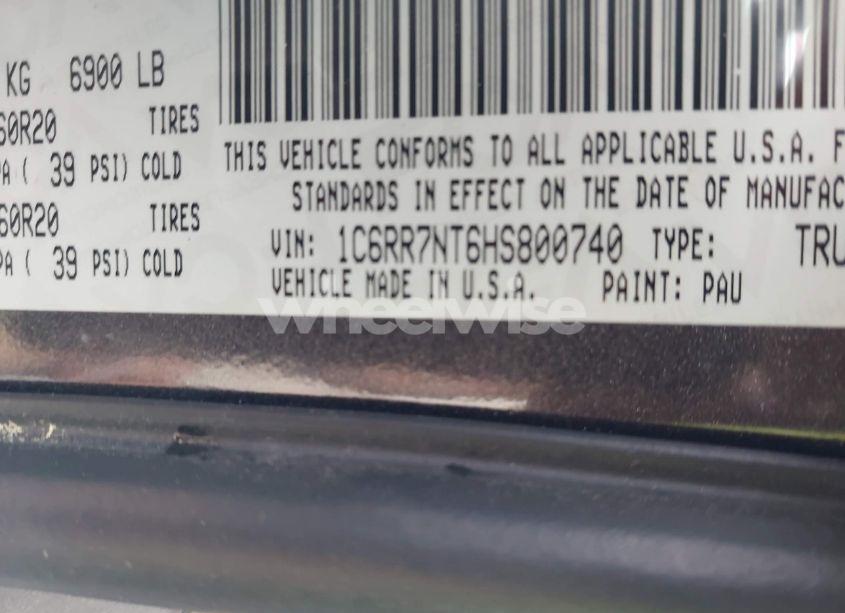 KG 6900 LB
60R20 TIRES
PA ( 39 PSI) COLD
60R20 TIRES
PA ( 39 PSI) COLD
THIS VEHICLE CONFORMS TO ALL APPLICABLE U.S.A. F
STANDARDS IN EFFECT ON THE DATE OF MANUFAC
VIN: 1C6RR7NT6HS800740 TYPE: TRU
VEHICLE MADE IN U.S.A. PAINT: PAU
wheelwise